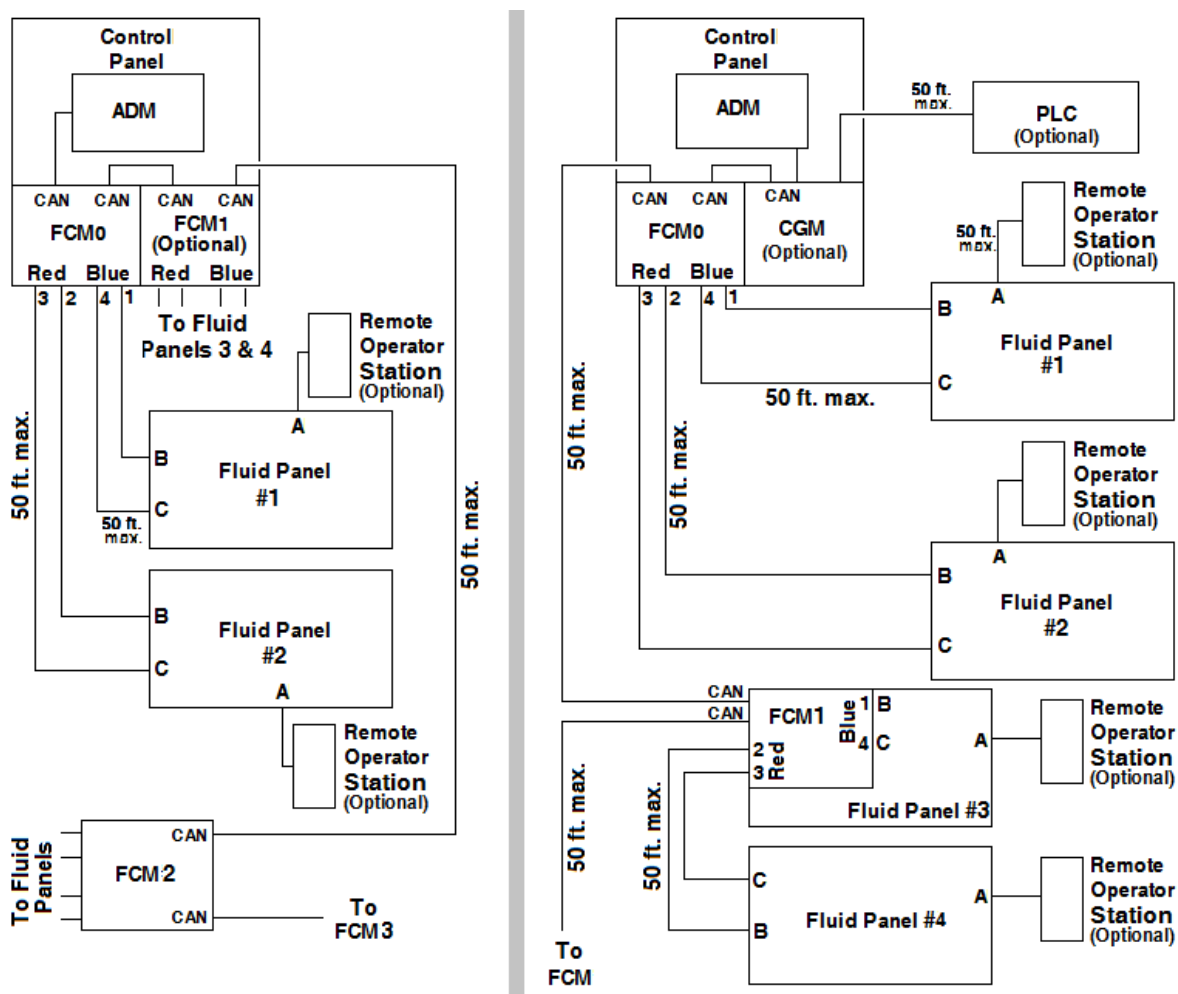 Control
Panel
ADM
CAN CAN CAN CAN
FCM0
FCM1
(Optional)
Red Blue Red Blue
3 2 4 1
To Fluid
Panels 3 & 4
Remote
Operator
Station
(Optional)
50 ft. max.
A
B
Fluid Panel
#1
C
50 ft.
max.
50 ft. max.
B
Fluid Panel
#2
C
A
Remote
Operator
Station
(Optional)
To Fluid
Panels
CAN
FCM2
CAN
To
FCM3
Control
Panel
ADM
50 ft.
max.
PLC
(Optional)
CAN CAN CAN
FCM0
CGM
(Optional)
Red Blue
3 2 4 1
Remote
Operator
Station
(Optional)
50 ft.
max.
A
B
Fluid Panel
#1
C
50 ft. max.
50 ft. max.
50 ft. max.
Remote
Operator
Station
(Optional)
A
B
Fluid Panel
#2
C
CAN
CAN
FCM1
Blue
1 B
4 C
2
3
Red
A
Fluid Panel #3
Remote
Operator
Station
(Optional)
50 ft. max.
50 ft. max.
C
B
Fluid Panel #4
A
Remote
Operator
Station
(Optional)
To
FCM